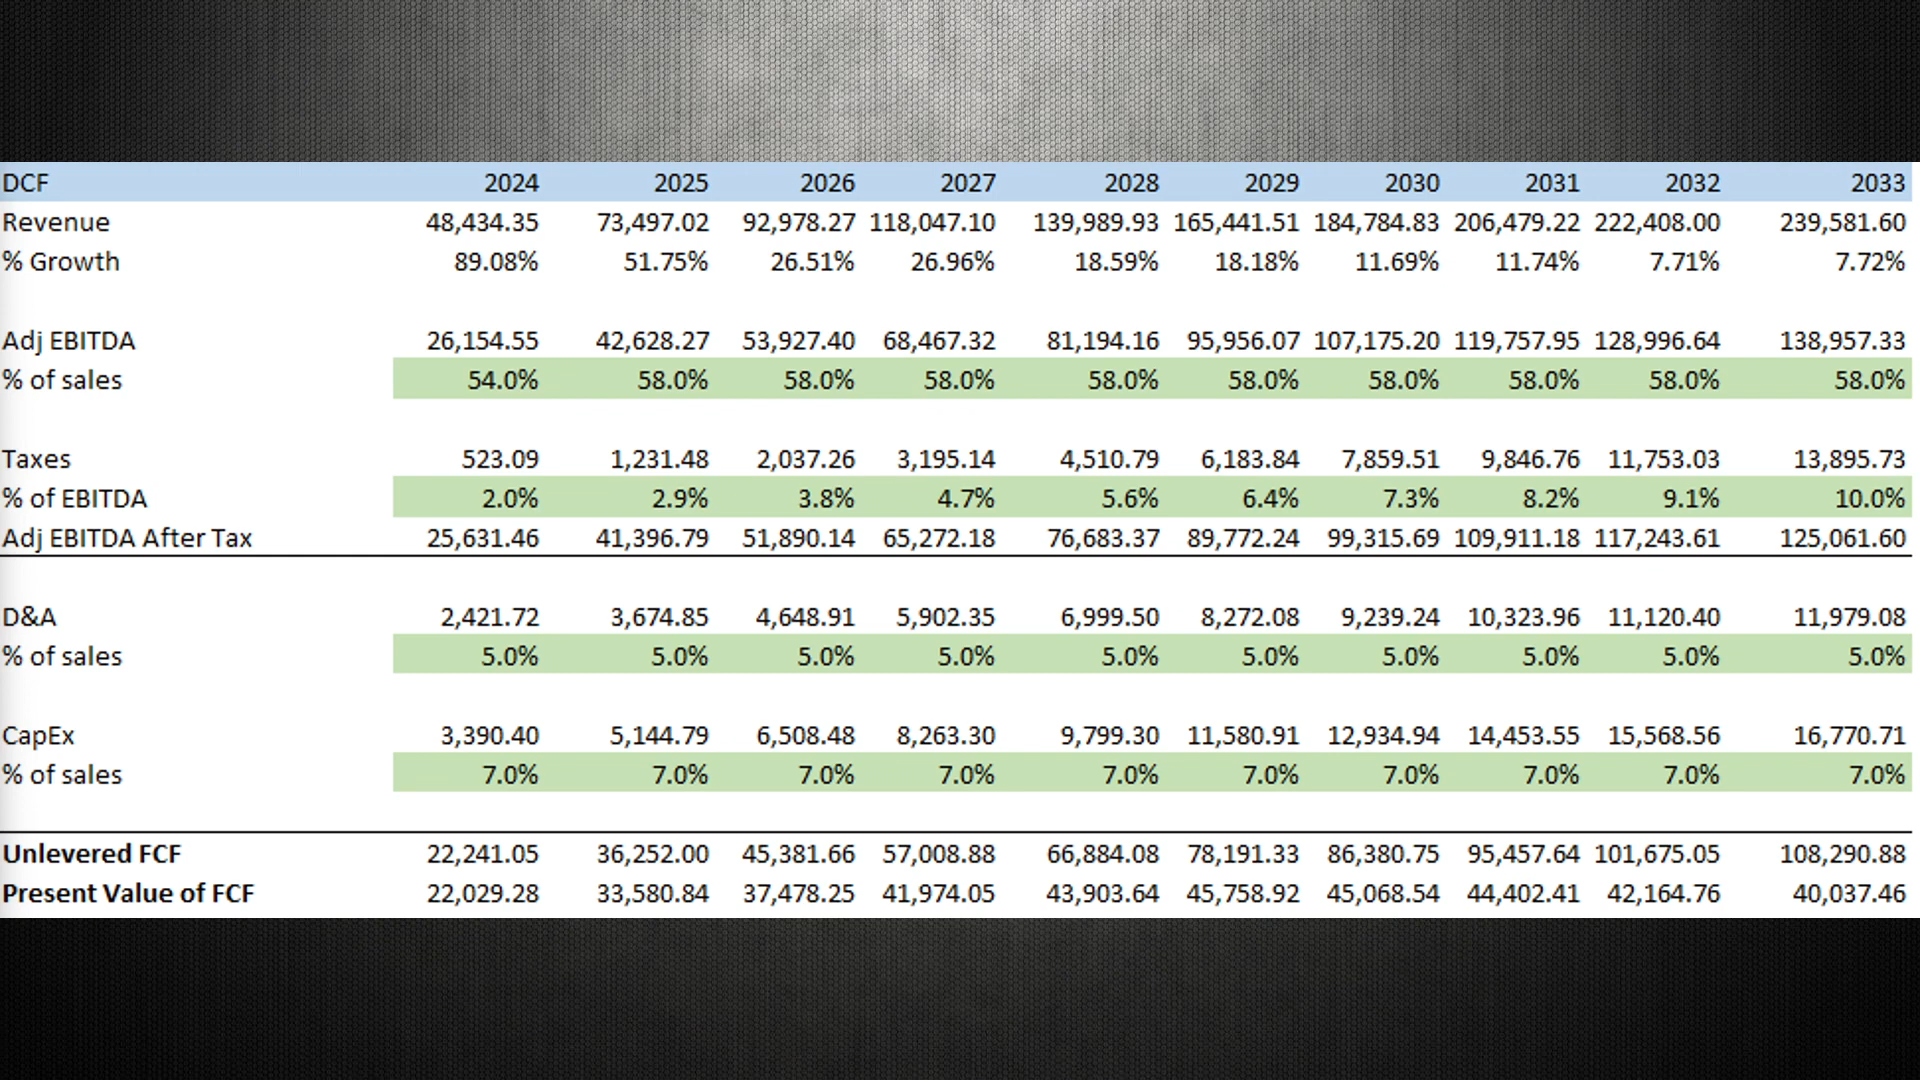 DCF 2024 2025 2026 2027 2028 2029 2030 2031 2032 2033
Revenue 48,434.35 73,497.02 92,978.27 118,047.10 139,989.93 165,441.51 184,784.83 206,479.22 222,408.00 239,581.60
% Growth 89.08% 51.75% 26.51% 26.96% 18.59% 18.18% 11.69% 11.74% 7.71% 7.72%
Adj EBITDA 26,154.55 42,628.27 53,927.40 68,467.32 81,194.16 95,956.07 107,175.20 119,757.95 128,996.64 138,957.33
% of sales 54.0% 58.0% 58.0% 58.0% 58.0% 58.0% 58.0% 58.0% 58.0% 58.0%
Taxes 523.09 1,231.48 2,037.26 3,195.14 4,510.79 6,183.84 7,859.51 9,846.76 11,753.03 13,895.73
% of EBITDA 2.0% 2.9% 3.8% 4.7% 5.6% 6.4% 7.3% 8.2% 9.1% 10.0%
Adj EBITDA After Tax 25,631.46 41,396.79 51,890.14 65,272.18 76,683.37 89,772.24 99,315.69 109,911.18 117,243.61 125,061.60
D&A 2,421.72 3,674.85 4,648.91 5,902.35 6,999.50 8,272.08 9,239.24 10,323.96 11,120.40 11,979.08
% of sales 5.0% 5.0% 5.0% 5.0% 5.0% 5.0% 5.0% 5.0% 5.0% 5.0%
CapEx 3,390.40 5,144.79 6,508.48 8,263.30 9,799.30 11,580.91 12,934.94 14,453.55 15,568.56 16,770.71
% of sales 7.0% 7.0% 7.0% 7.0% 7.0% 7.0% 7.0% 7.0% 7.0% 7.0%
Unlevered FCF 22,241.05 36,252.00 45,381.66 57,008.88 66,884.08 78,191.33 86,380.75 95,457.64 101,675.05 108,290.88
Present Value of FCF 22,029.28 33,580.84 37,478.25 41,974.05 43,903.64 45,758.92 45,068.54 44,402.41 42,164.76 40,037.46